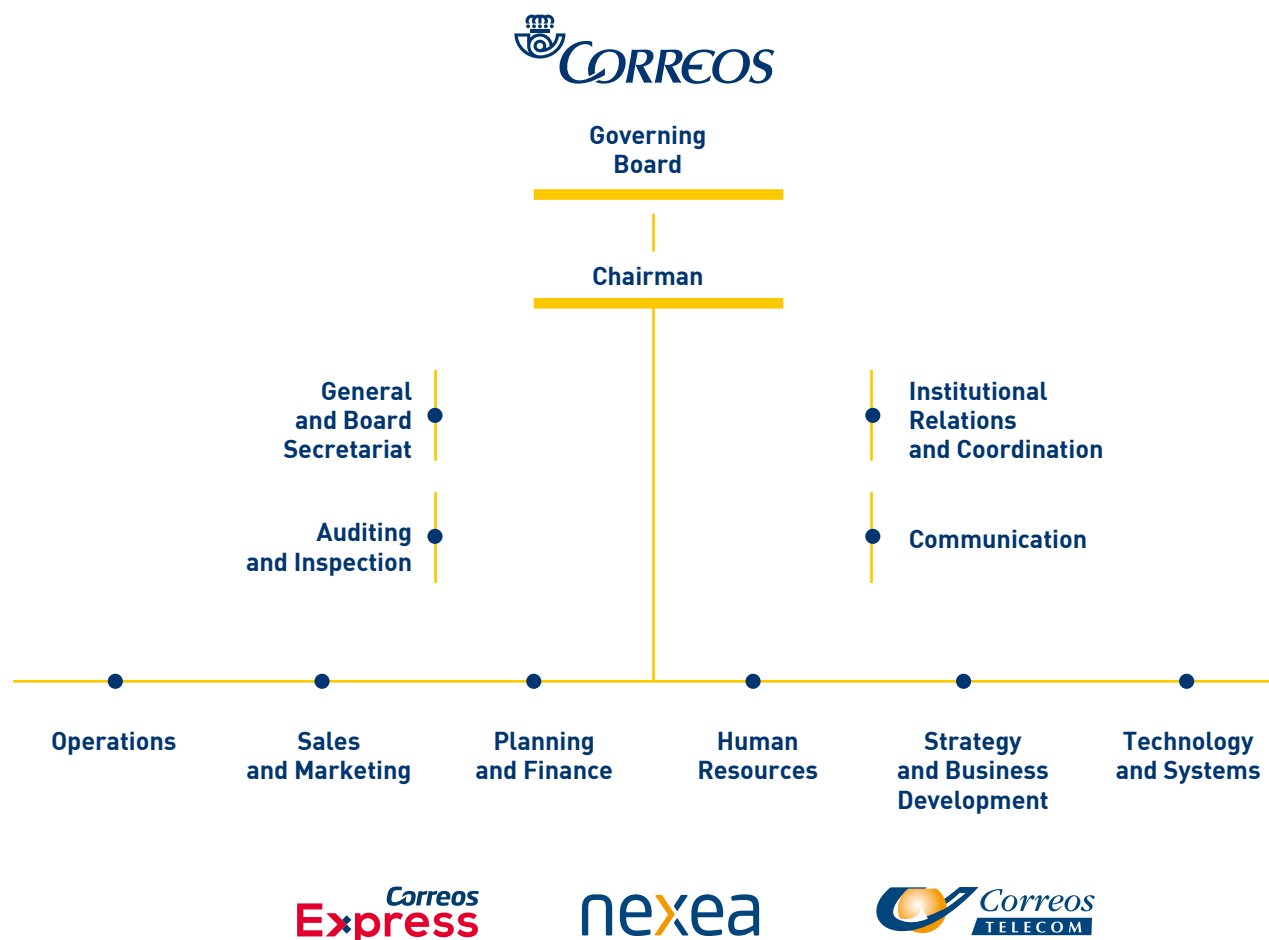 CORREOS
Governing
Board
Chairman
General
and Board
Secretariat
Institutional
Relations
and Coordination
Auditing
and Inspection
Communication
Operations
Sales
and Marketing
Planning
and Finance
Human
Resources
Strategy
and Business
Development
Technology
and Systems
Correos
Express
nexea
Correos
TELECOM